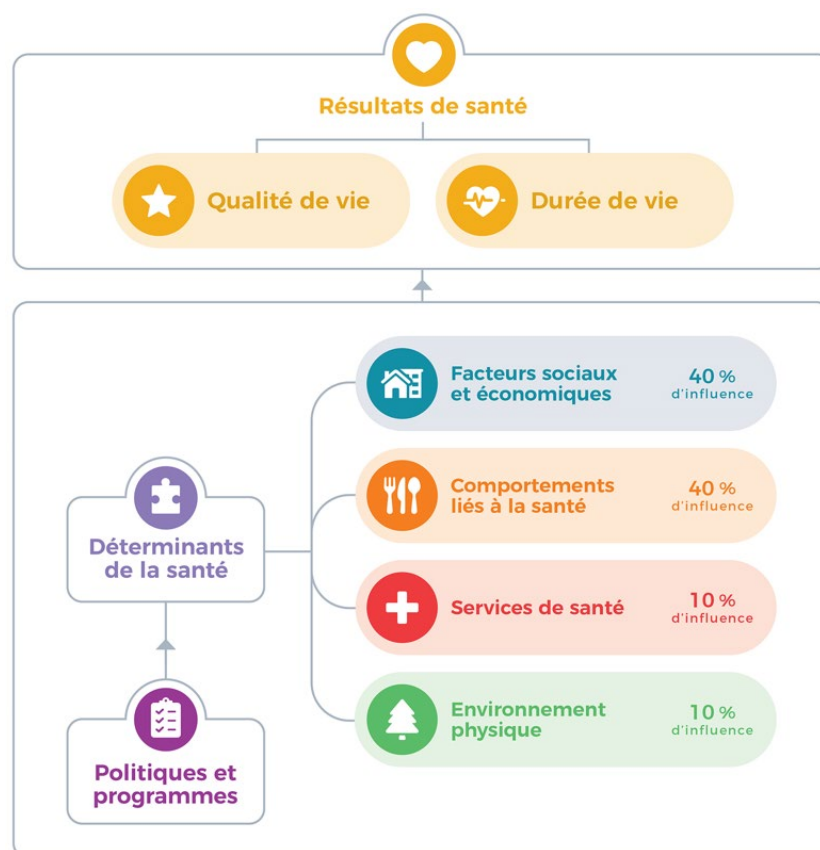 Résultats de santé
Qualité de vie
Durée de vie
Facteurs sociaux
et économiques
40 %
d'influence
Comportements
liés à la santé
40 %
d'influence
Déterminants
de la santé
Services de santé
10 %
d'influence
Environnement
physique
10 %
d'influence
Politiques et
programmes